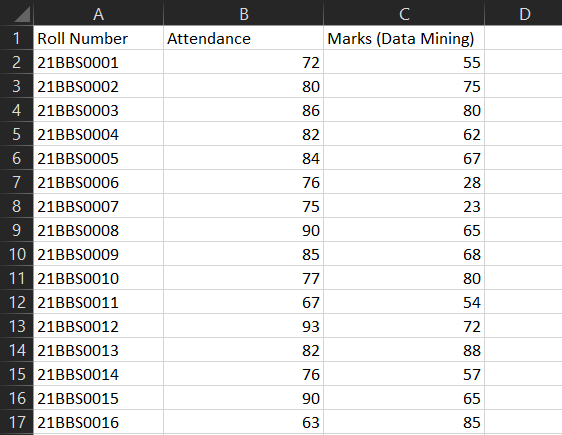 A B C D
1 Roll Number Attendance Marks (Data Mining)
2 21BBS0001 72 55
3 21BBS0002 80 75
4 21BBS0003 86 80
5 21BBS0004 82 62
6 21BBS0005 84 67
7 21BBS0006 76 28
8 21BBS0007 75 23
9 21BBS0008 90 65
10 21BBS0009 85 68
11 21BBS0010 77 80
12 21BBS0011 67 54
13 21BBS0012 93 72
14 21BBS0013 82 88
15 21BBS0014 76 57
16 21BBS0015 90 65
17 21BBS0016 63 85